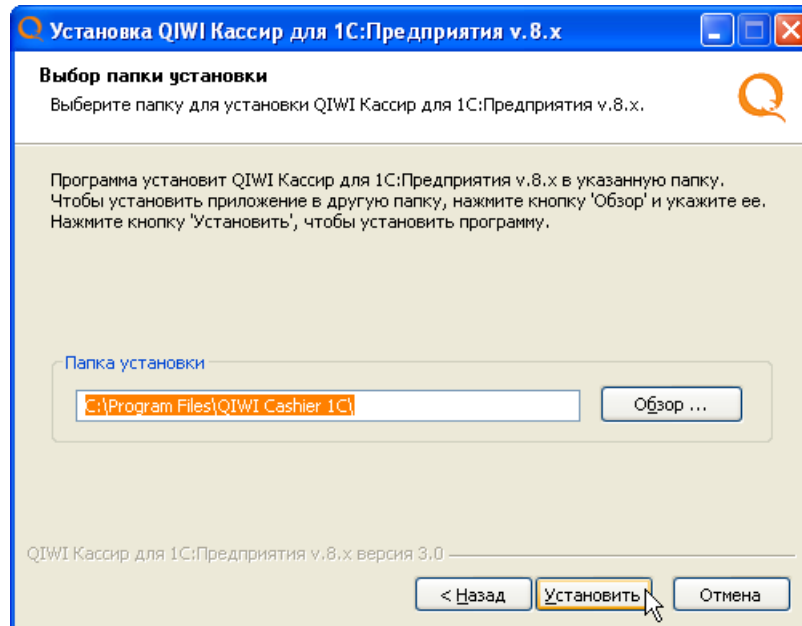 Установка QIWI Кассир для 1С:Предприятия v.8.x
Выбор папки установки
Выберите папку для установки QIWI Кассир для 1С:Предприятия v.8.x.
Программа установит QIWI Кассир для 1С:Предприятия v.8.x в указанную папку.
Чтобы установить приложение в другую папку, нажмите кнопку 'Обзор' и укажите ее.
Нажмите кнопку 'Установить', чтобы установить программу.
Папка установки
C:\Program Files\QIWI Cashier 1C\
Обзор ...
QIWI Кассир для 1С:Предприятия v.8.x версия 3.0
< Назад Установить Отмена